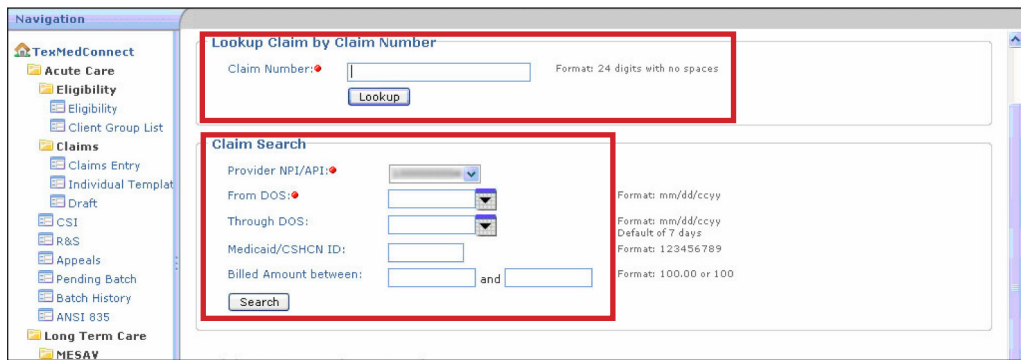 Navigation
TexMedConnect
Acute Care
Eligibility
Eligibility
Client Group List
Claims
Claims Entry
Individual Templat
Draft
CSI
R&S
Appeals
Pending Batch
Batch History
ANSI 835
Long Term Care
MESAV
Lookup Claim by Claim Number
Claim Number: Format: 24 digits with no spaces
Lookup
Claim Search
Provider NPI/API:
From DOS: Format: mm/dd/ccyy
Through DOS: Format: mm/dd/ccyy
Default of 7 days
Medicaid/CSHCN ID: Format: 123456789
Billed Amount between: and Format: 100.00 or 100
Search